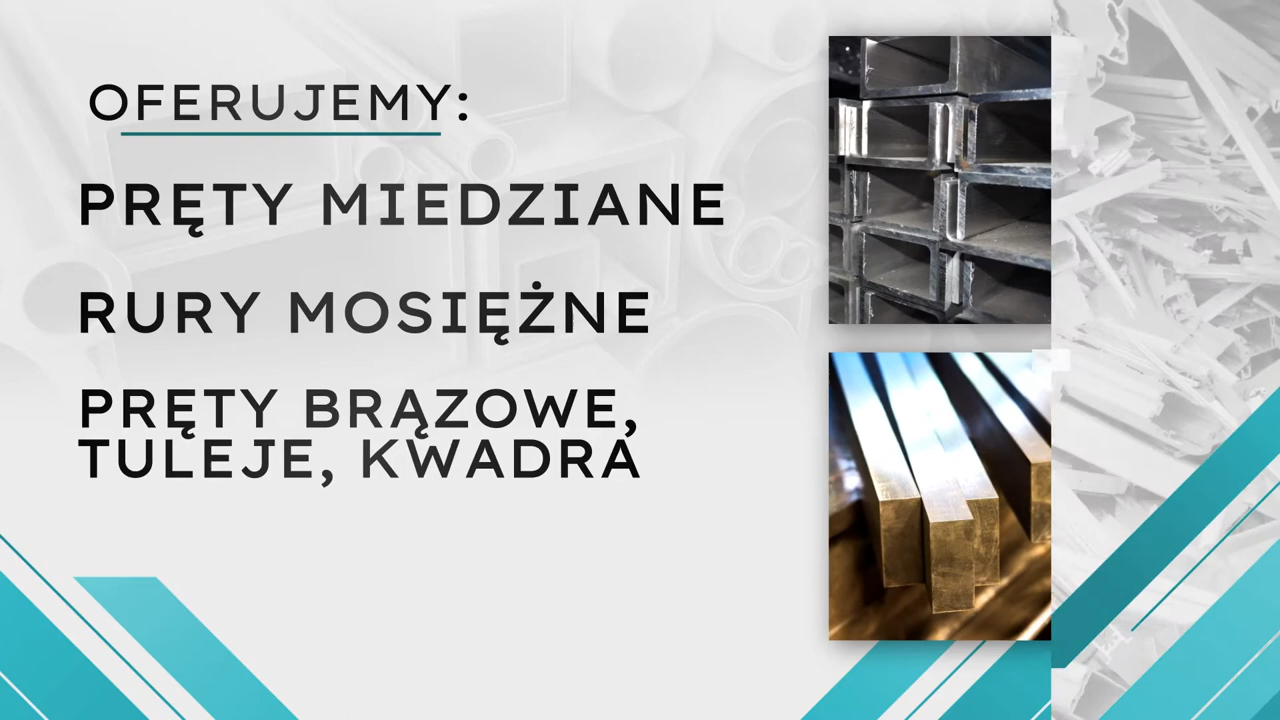 OFERUJEMY:
PRĘTY MIEDZIANE
RURY MOSIĘŻNE
PRĘTY BRĄZOWE,
TULEJE, KWADRA